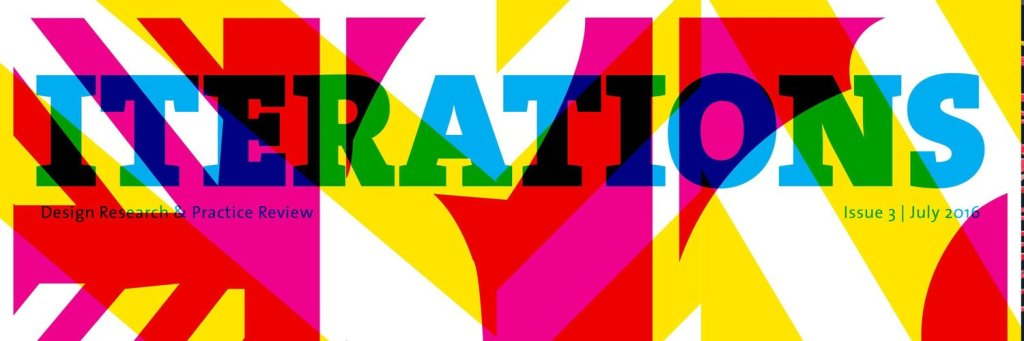 ITERATIONS
Design Research & Practice Review
Issue 3 | July 2016